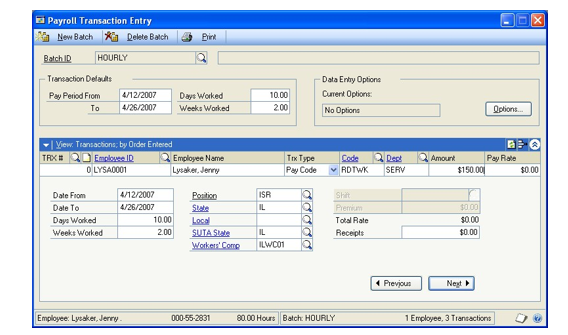 Payroll Transaction Entry
New Batch Delete Batch Print
Batch ID HOURLY
Transaction Defaults Data Entry Options
Pay Period From 4/12/2007 Days Worked 10.00 Current Options:
To 4/26/2007 Weeks Worked 2.00 No Options Options...
View: Transactions; by Order Entered
TRX # Employee ID Employee Name Trx Type Code Dept Amount Pay Rate
0 LYSA0001 Lysaker, Jenny Pay Code RDTWK SERV $150.00 $0.00
Date From 4/12/2007 Position ISR Shift
Date To 4/26/2007 State IL Premium $0.00
Days Worked 10.00 Local Total Rate $0.00
Weeks Worked 2.00 SUTA State IL Receipts $0.00
Workers' Comp ILWC01
Previous Next
Employee: Lysaker, Jenny . 000-55-2831 80.00 Hours Batch: HOURLY 1 Employee, 3 Transactions